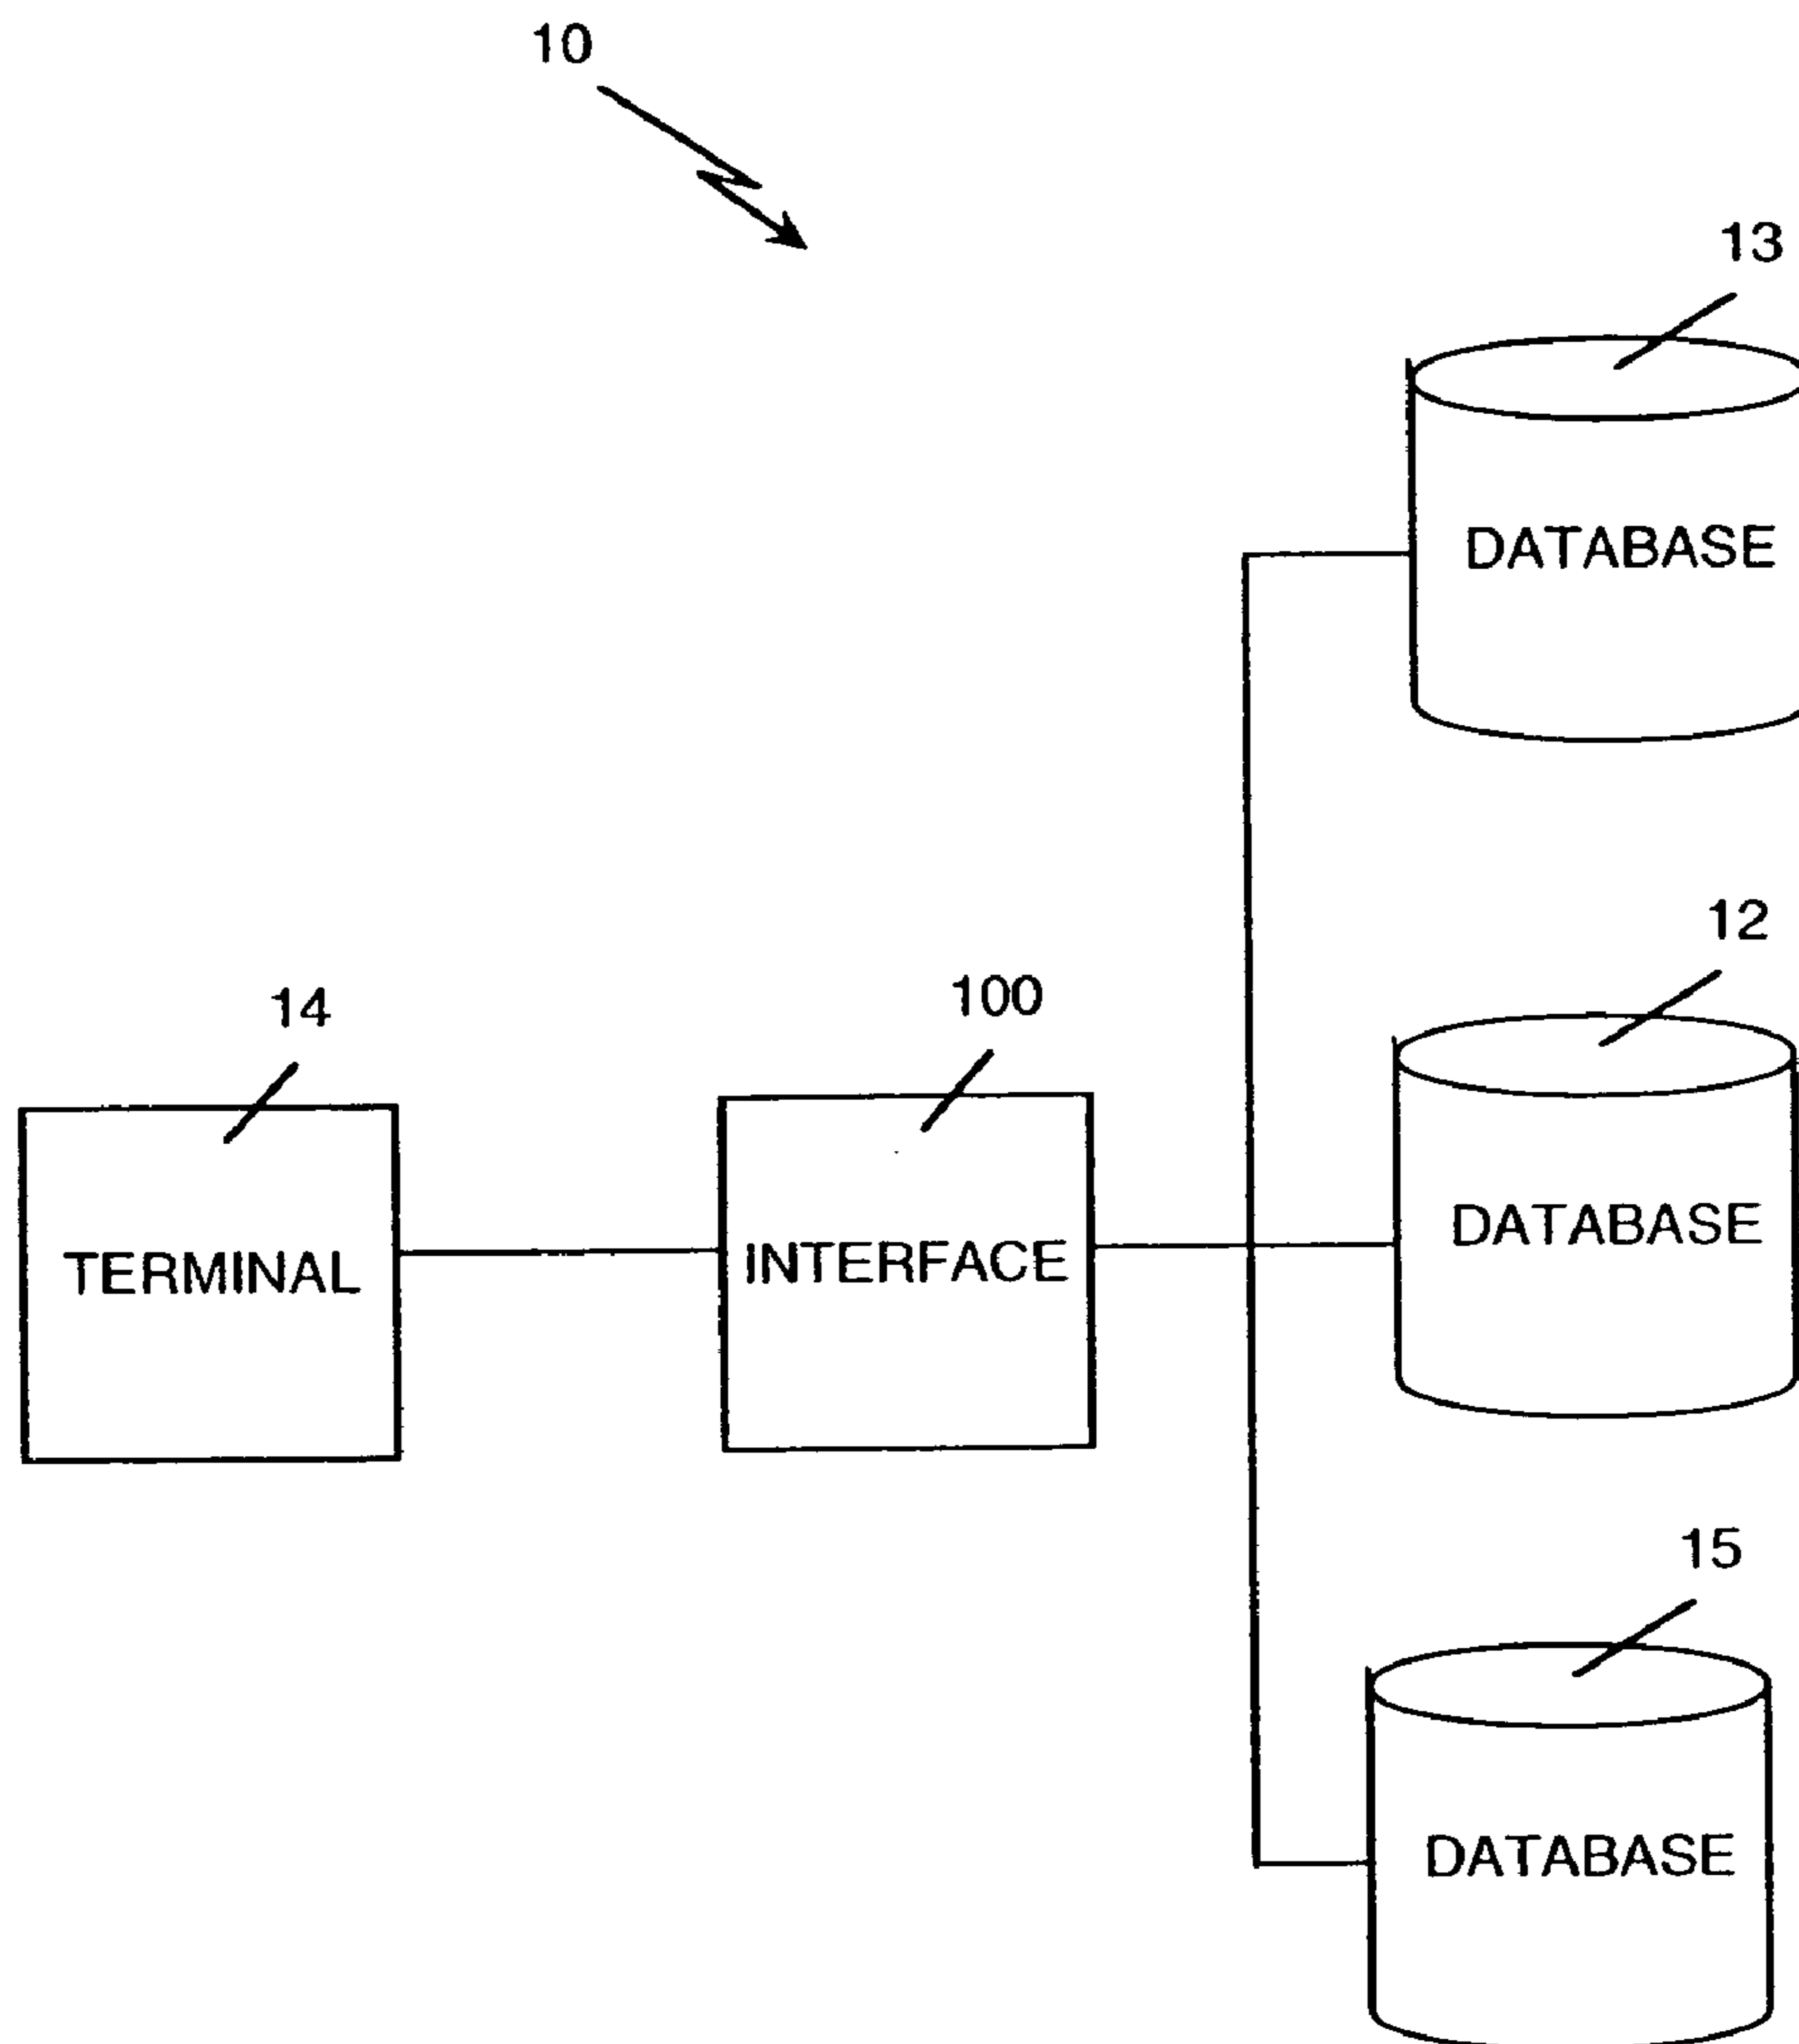 10
13
DATABASE
12
14
100
DATABASE
TERMINAL
INTERFACE
15
DATABASE